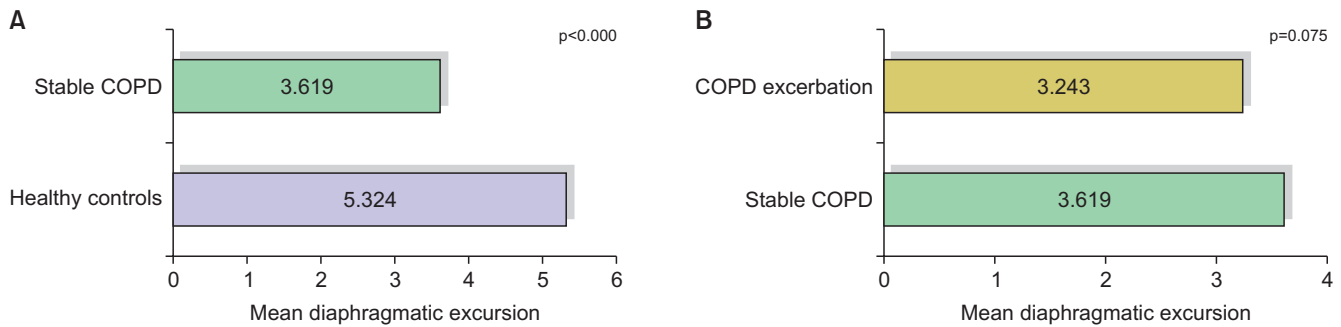 A
p<0.000
Stable COPD
3.619
Healthy controls
5.324
0 1 2 3 4 5 6
Mean diaphragmatic excursion
B
p=0.075
COPD excerbation
3.243
Stable COPD
3.619
0 1 2 3 4
Mean diaphragmatic excursion